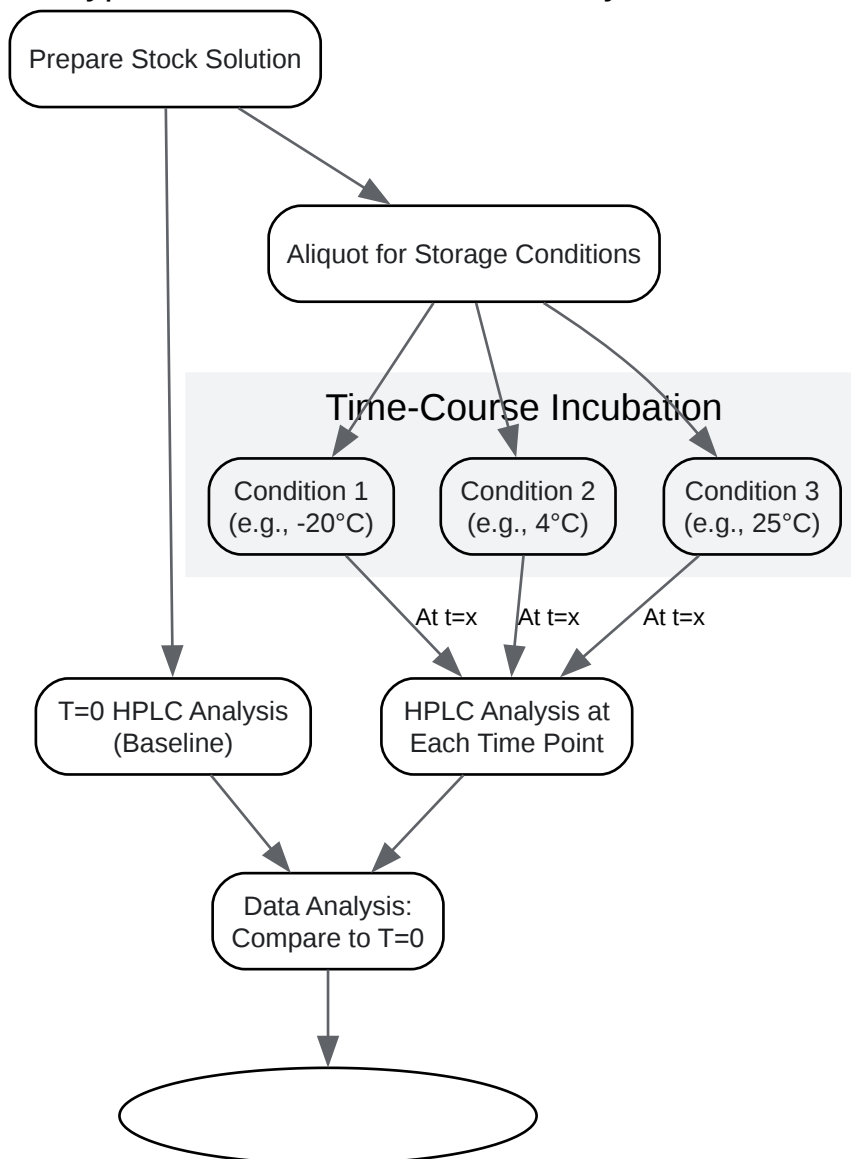 Prepare Stock Solution
Aliquot for Storage Conditions
Time-Course Incubation
Condition 1
(e.g., -20°C)
Condition 2
(e.g., 4°C)
Condition 3
(e.g., 25°C)
At t=x
At t=x
At t=x
T=0 HPLC Analysis
(Baseline)
HPLC Analysis at
Each Time Point
Data Analysis:
Compare to T=0